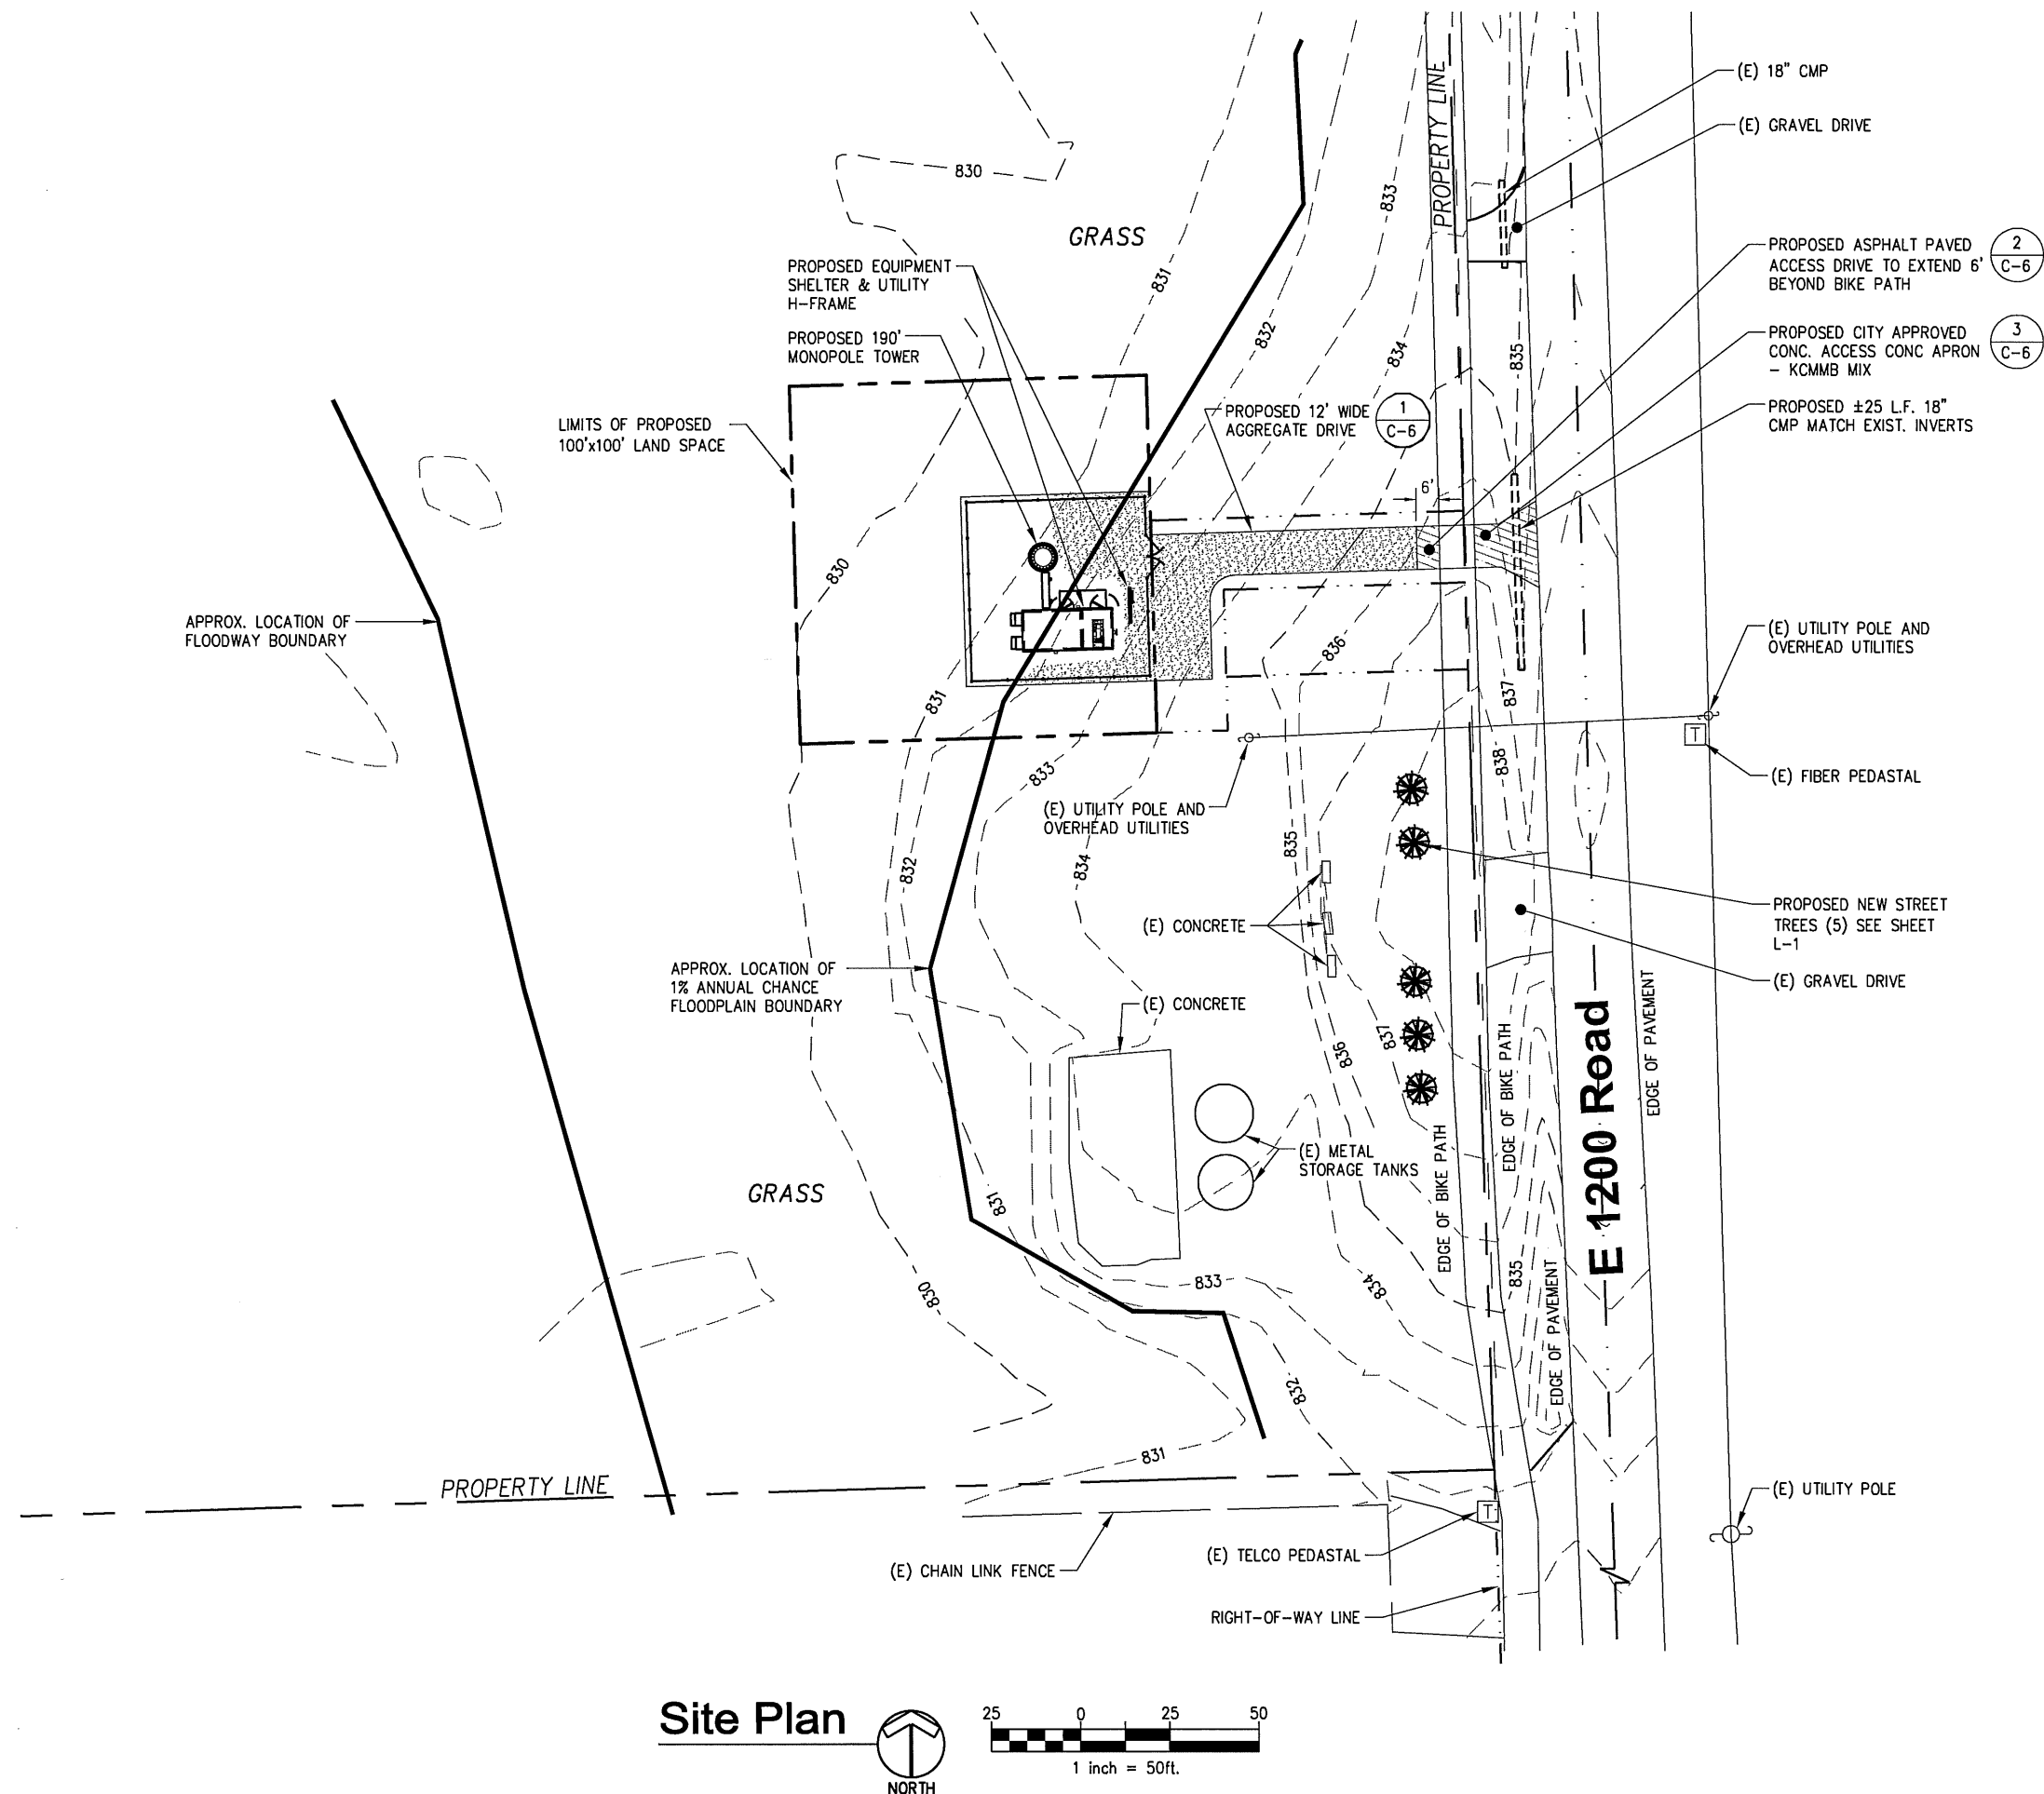 (E) 18" CMP
(E) GRAVEL DRIVE
PROPERTY LINE
830
833
GRASS
831
PROPOSED ASPHALT PAVED
ACCESS DRIVE TO EXTEND 6'
BEYOND BIKE PATH
2
C-6
PROPOSED EQUIPMENT
SHELTER & UTILITY
H-FRAME
832
834
835
PROPOSED 190'
MONOPOLE TOWER
PROPOSED CITY APPROVED
CONC. ACCESS CONC APRON
- KCMMB MIX
3
C-6
PROPOSED 12' WIDE
AGGREGATE DRIVE
1
C-6
PROPOSED ±25 L.F. 18"
CMP MATCH EXIST. INVERTS
LIMITS OF PROPOSED
100'x100' LAND SPACE
6'
830
APPROX. LOCATION OF
FLOODWAY BOUNDARY
836
(E) UTILITY POLE AND
OVERHEAD UTILITIES
831
837
T
838
833
(E) FIBER PEDASTAL
(E) UTILITY POLE AND
OVERHEAD UTILITIES
832
834
835
PROPOSED NEW STREET
TREES (5) SEE SHEET
L-1
(E) CONCRETE
(E) GRAVEL DRIVE
APPROX. LOCATION OF
1% ANNUAL CHANCE
FLOODPLAIN BOUNDARY
(E) CONCRETE
836
837
EDGE OF BIKE PATH
E 1200 Road
EDGE OF PAVEMENT
(E) METAL
STORAGE TANKS
EDGE OF BIKE PATH
GRASS
831
830
833
834
835
EDGE OF PAVEMENT
832
831
PROPERTY LINE
(E) UTILITY POLE
T
(E) CHAIN LINK FENCE
(E) TELCO PEDASTAL
RIGHT-OF-WAY LINE
Site Plan
NORTH
25 0 25 50
1 inch = 50ft.